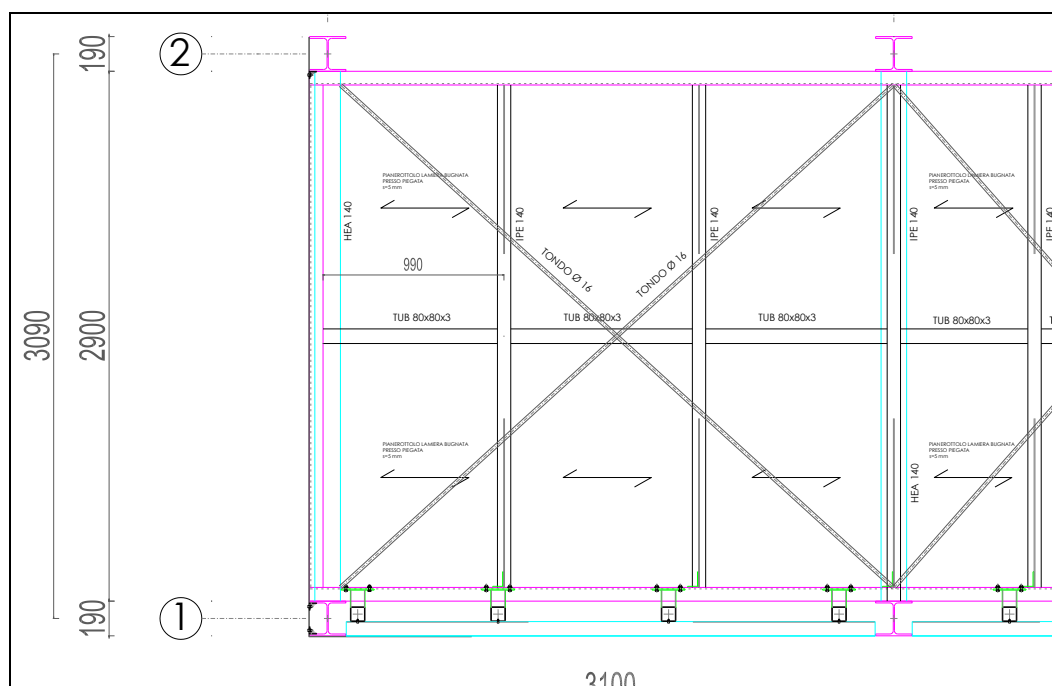 2
190
PIANEROTTOLO LAMIERA BUGNATA
PRESSO PIEGATA
s=5 mm
PIANEROTTOLO LAMIERA BUGNATA
PRESSO PIEGATA
s=5 mm
HEA 140
IPE 140
IPE 140
IPE 140
IPE 140
TONDO Ø 16
TONDO Ø 16
990
TUB 80x80x3
TUB 80x80x3
TUB 80x80x3
TUB 80x80x3
T
3090
2900
PIANEROTTOLO LAMIERA BUGNATA
PRESSO PIEGATA
s=5 mm
PIANEROTTOLO LAMIERA BUGNATA
PRESSO PIEGATA
s=5 mm
HEA 140
1
190
3100